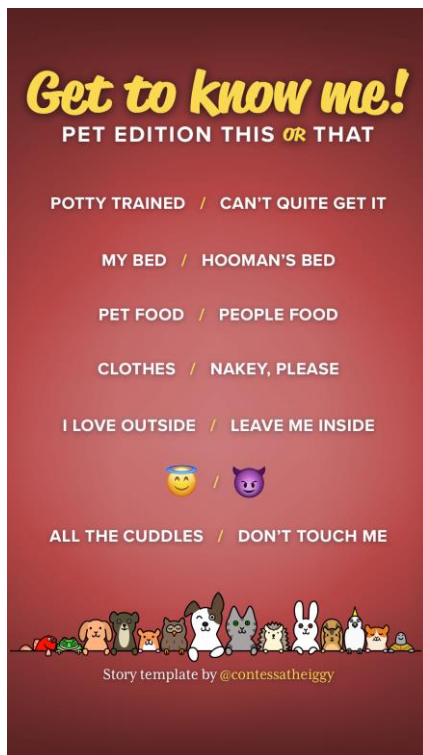 Get to know me!
PET EDITION THIS OR THAT
POTTY TRAINED / CAN'T QUITE GET IT
MY BED / HOOMAN'S BED
PET FOOD / PEOPLE FOOD
CLOTHES / NAKEY, PLEASE
I LOVE OUTSIDE / LEAVE ME INSIDE
😇 / 😈
ALL THE CUDDLES / DON'T TOUCH ME
Story template by @contessatheiggy